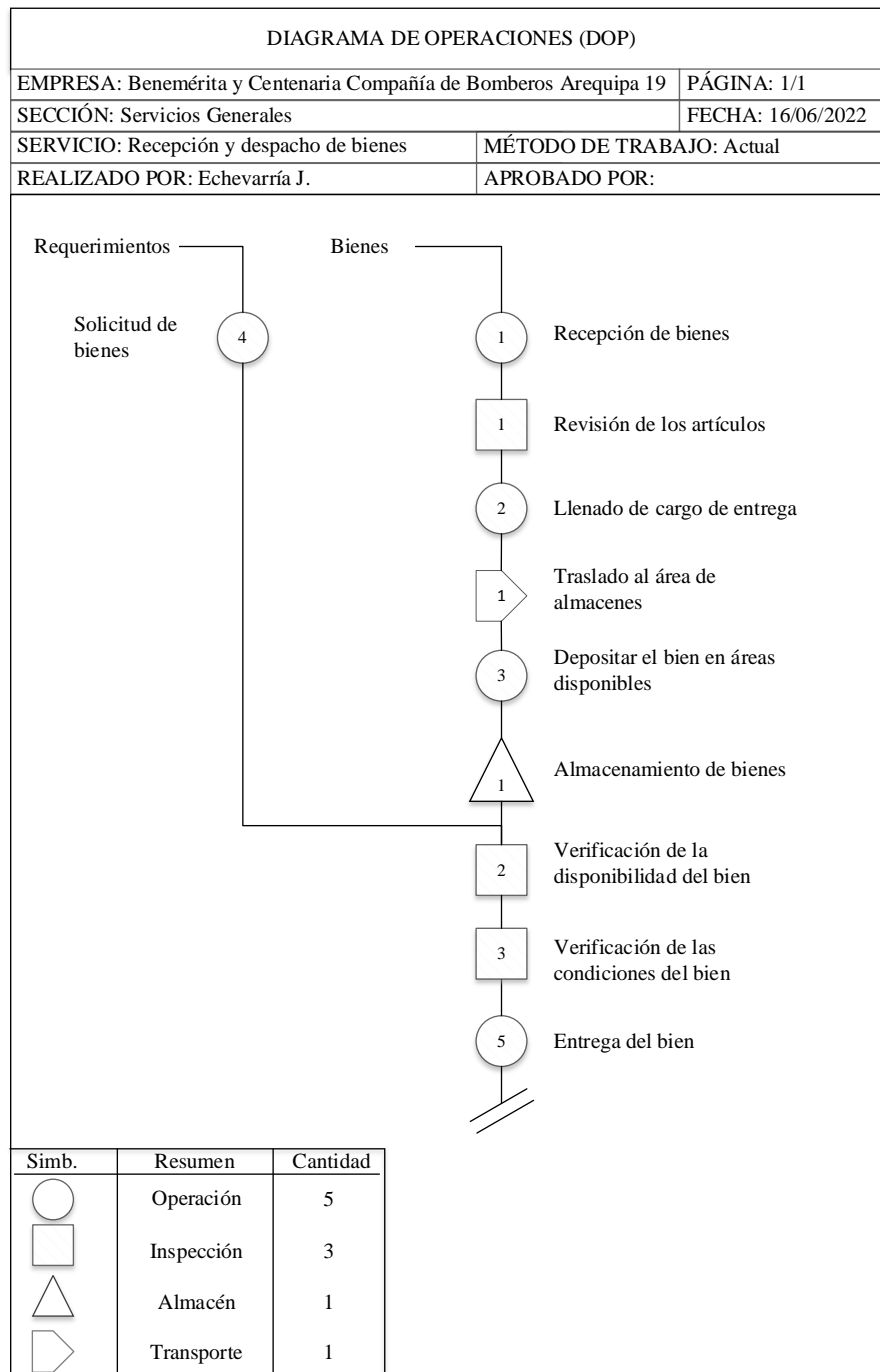 DIAGRAMA DE OPERACIONES (DOP)
EMPRESA: Benemérita y Centenaria Compañía de Bomberos Arequipa 19
PÁGINA: 1/1
SECCIÓN: Servicios Generales
FECHA: 16/06/2022
SERVICIO: Recepción y despacho de bienes
MÉTODO DE TRABAJO: Actual
REALIZADO POR: Echevarría J.
APROBADO POR:
Requerimientos
Bienes
Solicitud de
bienes
4
1
Recepción de bienes
1
Revisión de los artículos
2
Llenado de cargo de entrega
1
Traslado al área de
almacenes
3
Depositar el bien en áreas
disponibles
1
Almacenamiento de bienes
2
Verificación de la
disponibilidad del bien
3
Verificación de las
condiciones del bien
5
Entrega del bien
Simb.
Resumen
Cantidad
Operación
5
Inspección
3
Almacén
1
Transporte
1